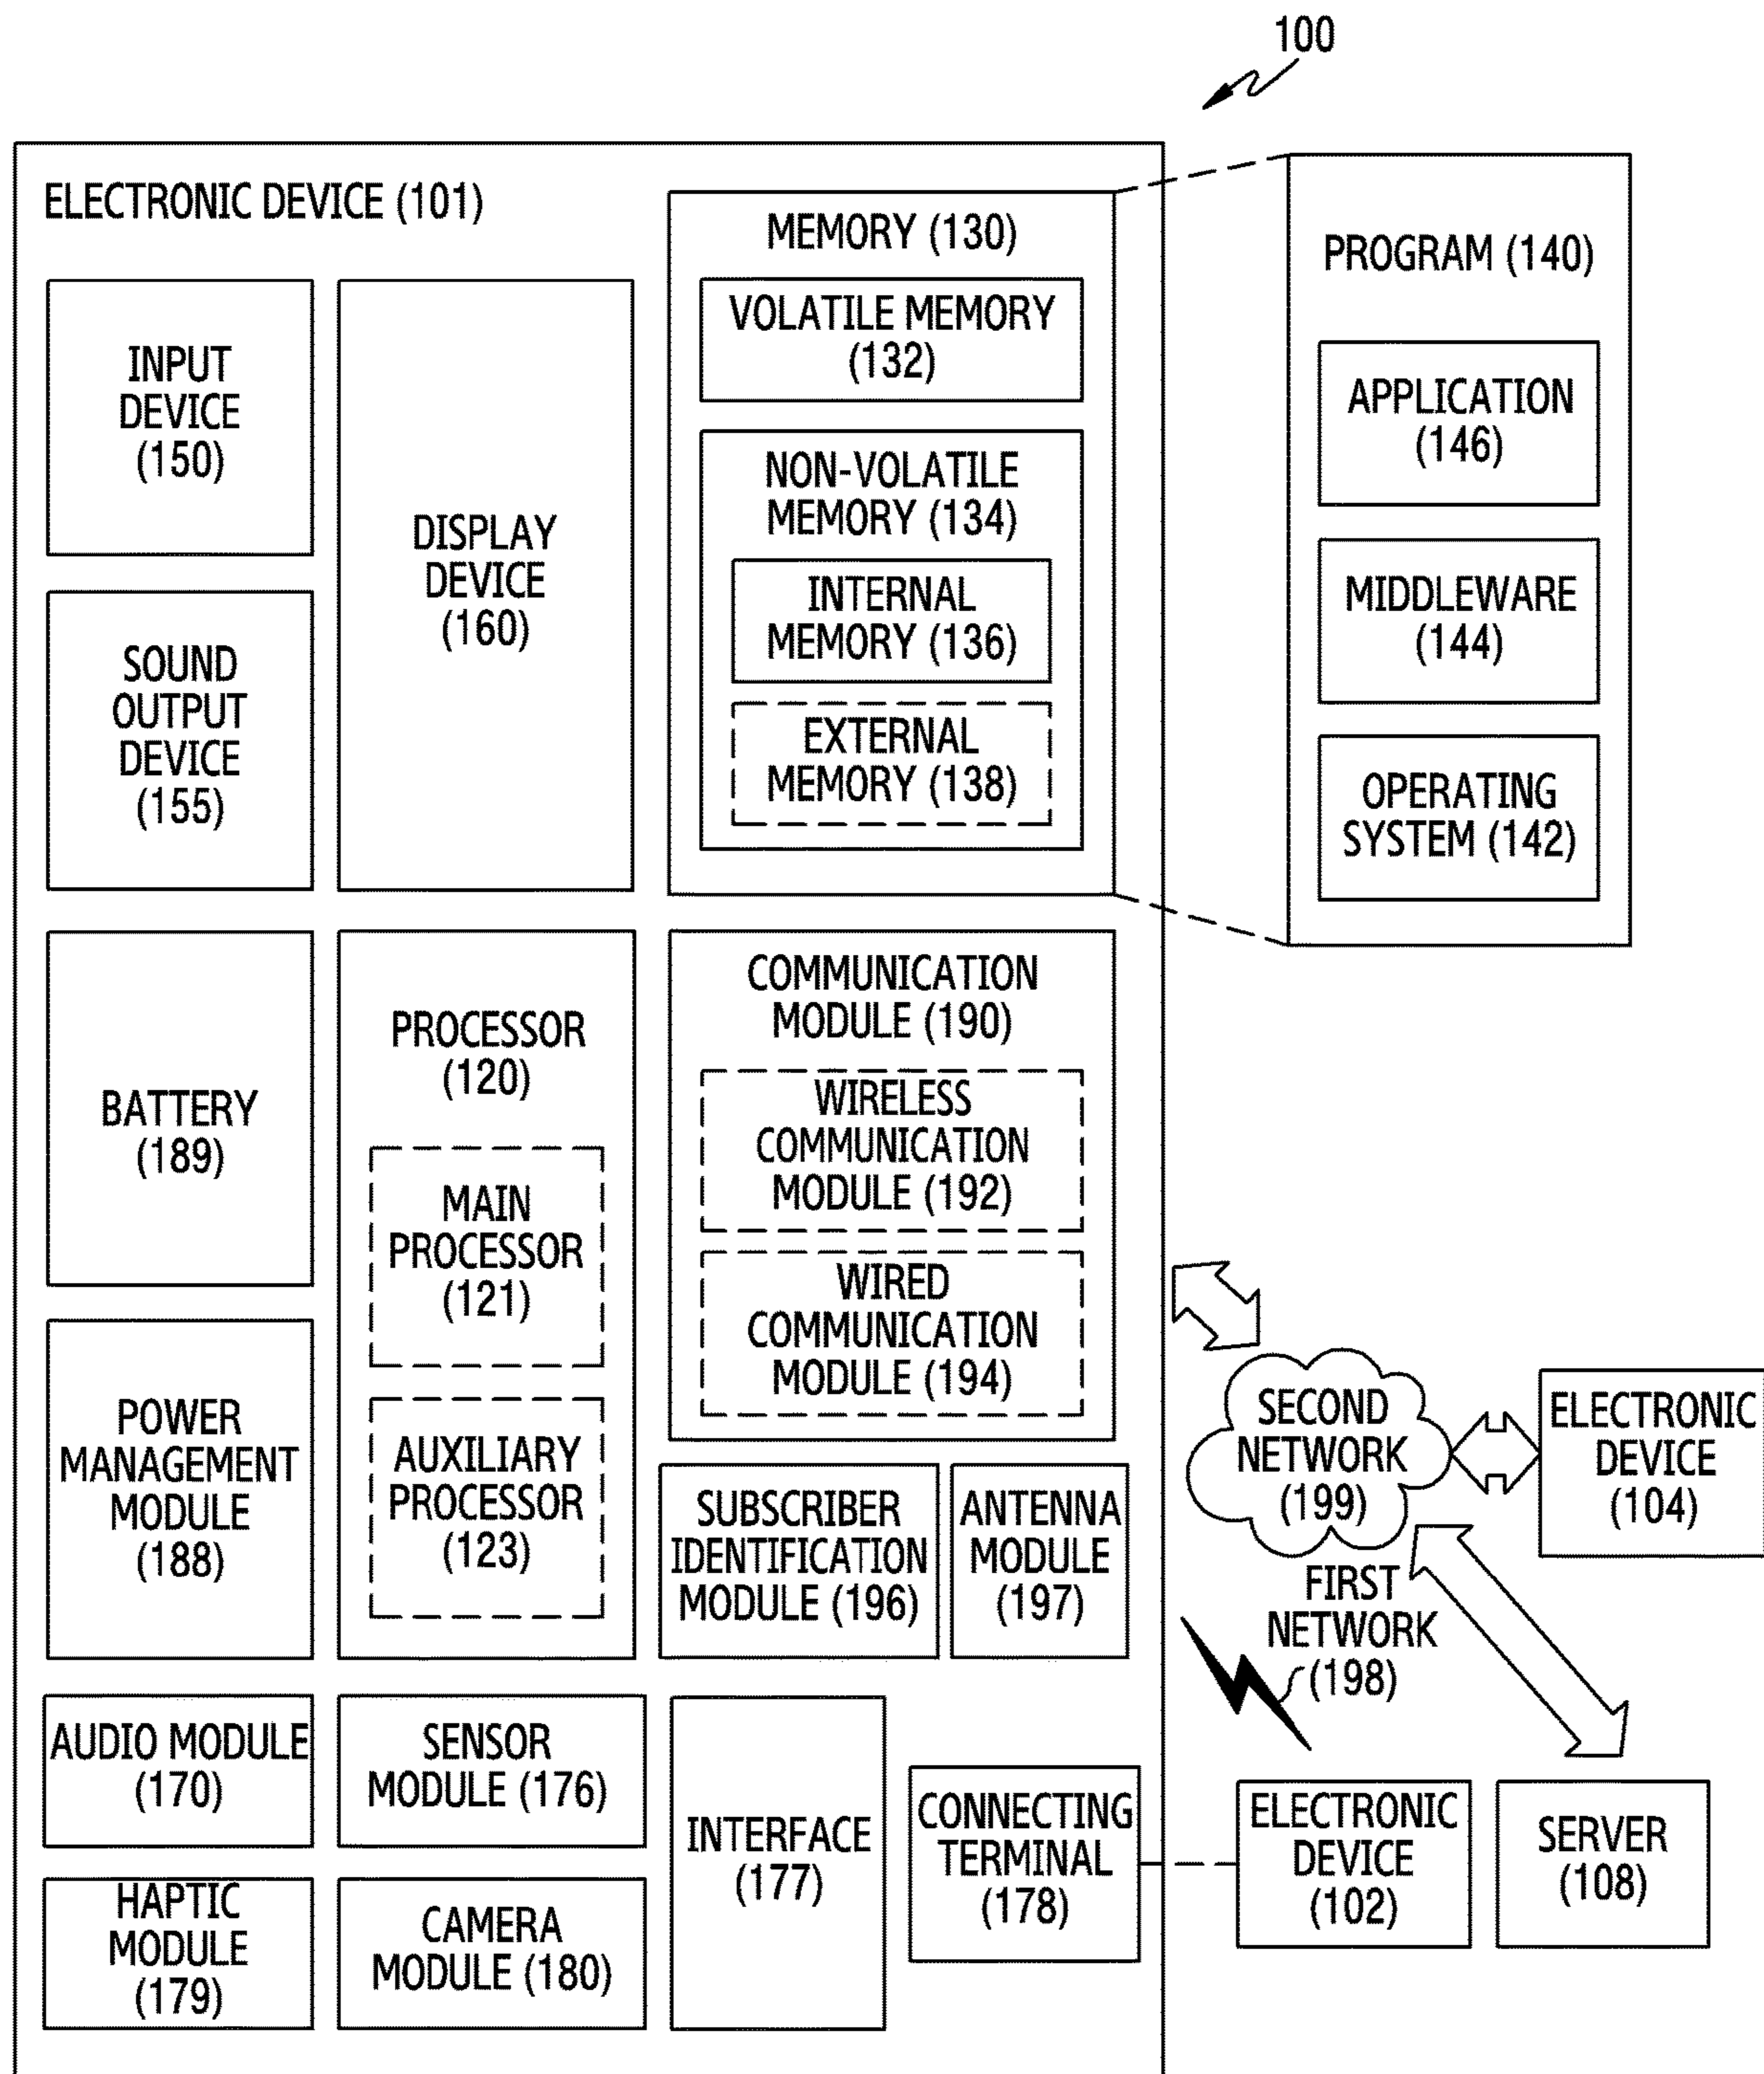 100
ELECTRONIC DEVICE (101)
INPUT
DEVICE
(150)
SOUND
OUTPUT
DEVICE
(155)
DISPLAY
DEVICE
(160)
MEMORY (130)
VOLATILE MEMORY
(132)
NON-VOLATILE
MEMORY (134)
INTERNAL
MEMORY (136)
EXTERNAL
MEMORY (138)
PROGRAM (140)
APPLICATION
(146)
MIDDLEWARE
(144)
OPERATING
SYSTEM (142)
BATTERY
(189)
POWER
MANAGEMENT
MODULE
(188)
PROCESSOR
(120)
MAIN
PROCESSOR
(121)
AUXILIARY
PROCESSOR
(123)
COMMUNICATION
MODULE (190)
WIRELESS
COMMUNICATION
MODULE (192)
WIRED
COMMUNICATION
MODULE (194)
SUBSCRIBER
IDENTIFICATION
MODULE (196)
ANTENNA
MODULE
(197)
SECOND
NETWORK
(199)
ELECTRONIC
DEVICE
(104)
FIRST
NETWORK
(198)
AUDIO MODULE
(170)
SENSOR
MODULE (176)
HAPTIC
MODULE
(179)
CAMERA
MODULE (180)
INTERFACE
(177)
CONNECTING
TERMINAL
(178)
ELECTRONIC
DEVICE
(102)
SERVER
(108)